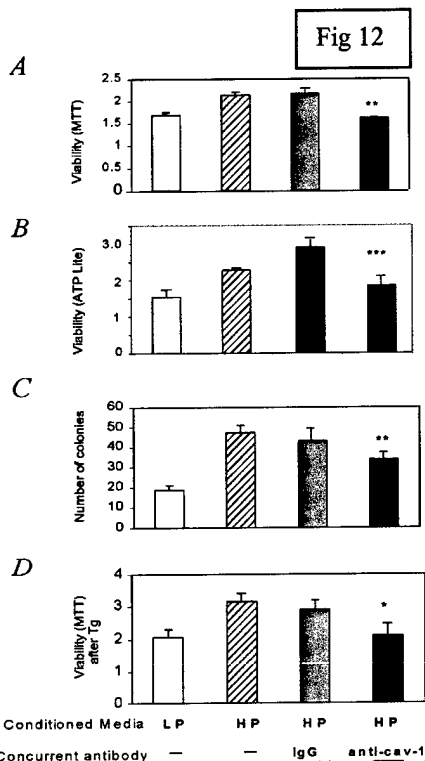 Fig 12
A
Viability (MTT)
2.5
2
1.5
1
0.5
0
**
B
Viability (ATP Lite)
3.0
2
1
0
***
C
Number of colonies
60
50
40
30
20
10
0
**
D
Viability (MTT)
after Tg
4
3
2
1
0
*
Conditioned Media LP HP HP HP
Concurrent antibody — — IgG anti-cav-1